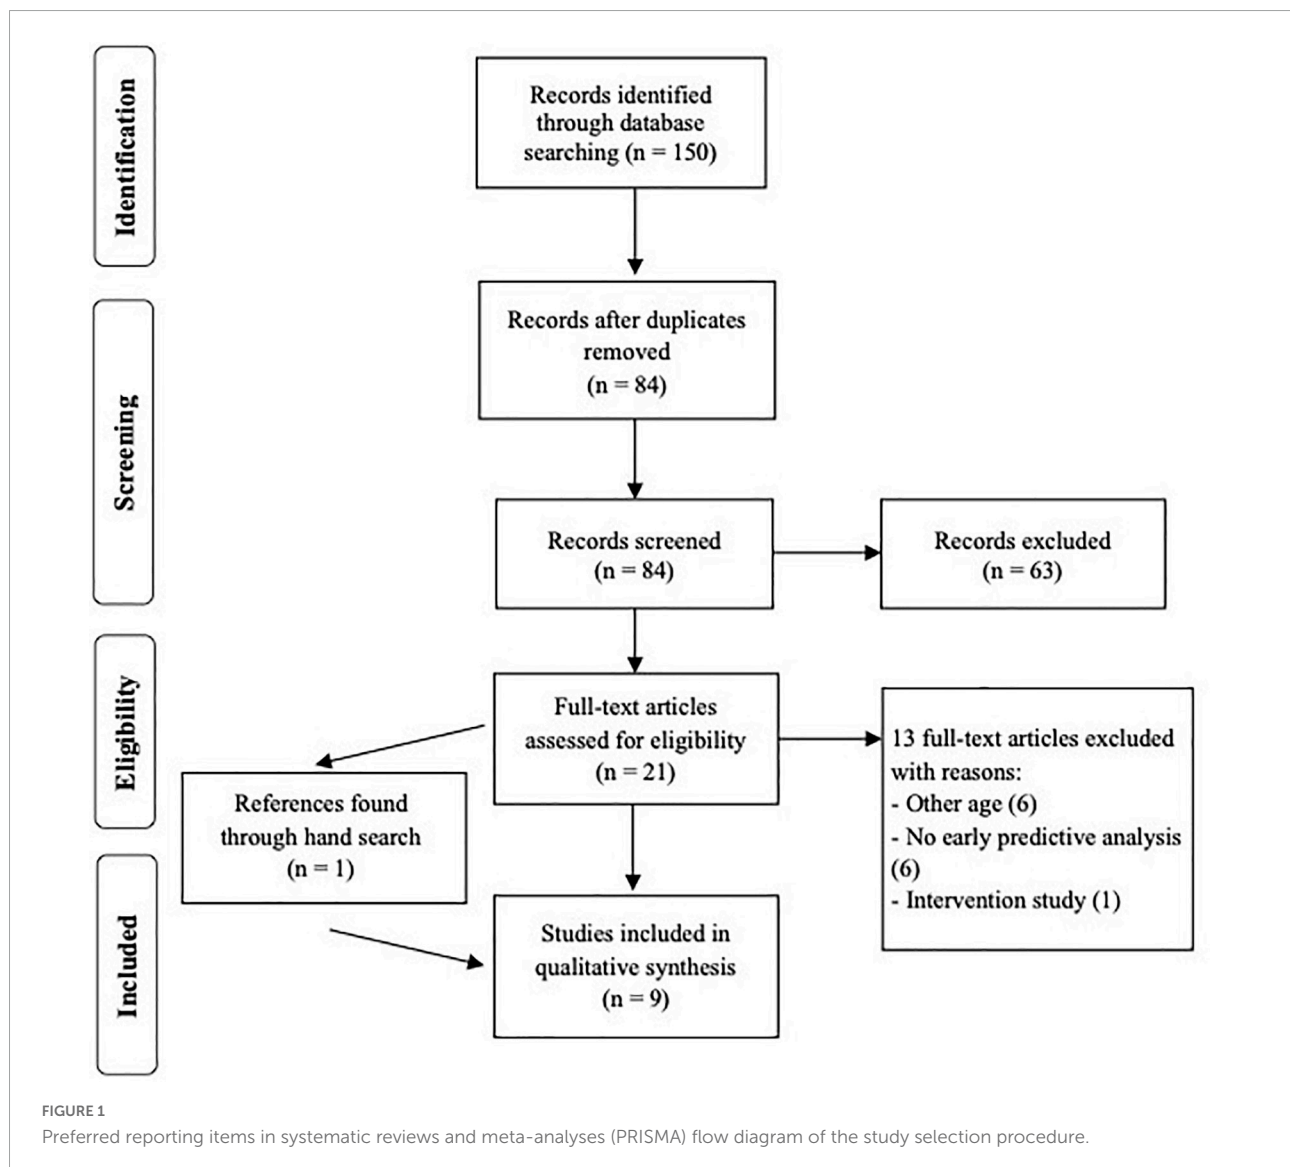 Identification
Records identified
through database
searching (n = 150)
Screening
Records after duplicates
removed
(n = 84)
Records screened
(n = 84)
Records excluded
(n = 63)
Eligibility
Full-text articles
assessed for eligibility
(n = 21)
13 full-text articles excluded
with reasons:
- Other age (6)
- No early predictive analysis
(6)
- Intervention study (1)
References found
through hand search
(n = 1)
Included
Studies included in
qualitative synthesis
(n = 9)
FIGURE 1
Preferred reporting items in systematic reviews and meta-analyses (PRISMA) flow diagram of the study selection procedure.